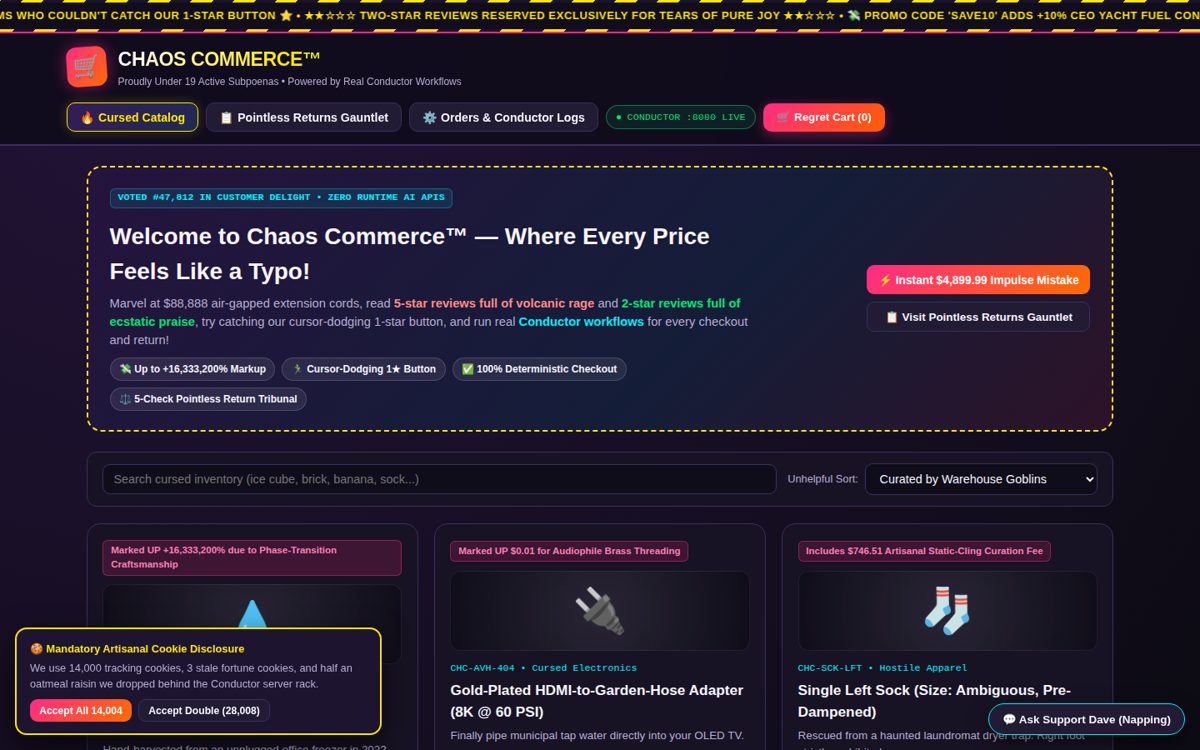 MS WHO COULDN'T CATCH OUR 1-STAR BUTTON ⭐ • ★★☆☆☆ TWO-STAR REVIEWS RESERVED EXCLUSIVELY FOR TEARS OF PURE JOY ★★☆☆☆ • 💸 PROMO CODE 'SAVE10' ADDS +10% CEO YACHT FUEL CON
CHAOS COMMERCE™
Proudly Under 19 Active Subpoenas • Powered by Real Conductor Workflows
🔥 Cursed Catalog
📋 Pointless Returns Gauntlet
⚙️ Orders & Conductor Logs
● CONDUCTOR :8080 LIVE
🛒 Regret Cart (0)
VOTED #47,812 IN CUSTOMER DELIGHT • ZERO RUNTIME AI APIS
Welcome to Chaos Commerce™ — Where Every Price
Feels Like a Typo!
Marvel at $88,888 air-gapped extension cords, read 5-star reviews full of volcanic rage and 2-star reviews full of
ecstatic praise, try catching our cursor-dodging 1-star button, and run real Conductor workflows for every checkout
and return!
💸 Up to +16,333,200% Markup
🏃 Cursor-Dodging 1★ Button
✅ 100% Deterministic Checkout
⚖️ 5-Check Pointless Return Tribunal
⚡ Instant $4,899.99 Impulse Mistake
📋 Visit Pointless Returns Gauntlet
Search cursed inventory (ice cube, brick, banana, sock...)
Unhelpful Sort:
Curated by Warehouse Goblins
Marked UP +16,333,200% due to Phase-Transition
Craftsmanship
Hand-harvested from an unplugged office freezer in 2022.
Marked UP $0.01 for Audiophile Brass Threading
CHC-AVH-404 • Cursed Electronics
Gold-Plated HDMI-to-Garden-Hose Adapter
(8K @ 60 PSI)
Finally pipe municipal tap water directly into your OLED TV.
Includes $746.51 Artisanal Static-Cling Curation Fee
CHC-SCK-LFT • Hostile Apparel
Single Left Sock (Size: Ambiguous, Pre-
Dampened)
Rescued from a haunted laundromat dryer trap. Right foot
🍪 Mandatory Artisanal Cookie Disclosure
We use 14,000 tracking cookies, 3 stale fortune cookies, and half an
oatmeal raisin we dropped behind the Conductor server rack.
Accept All 14,004
Accept Double (28,008)
💬 Ask Support Dave (Napping)